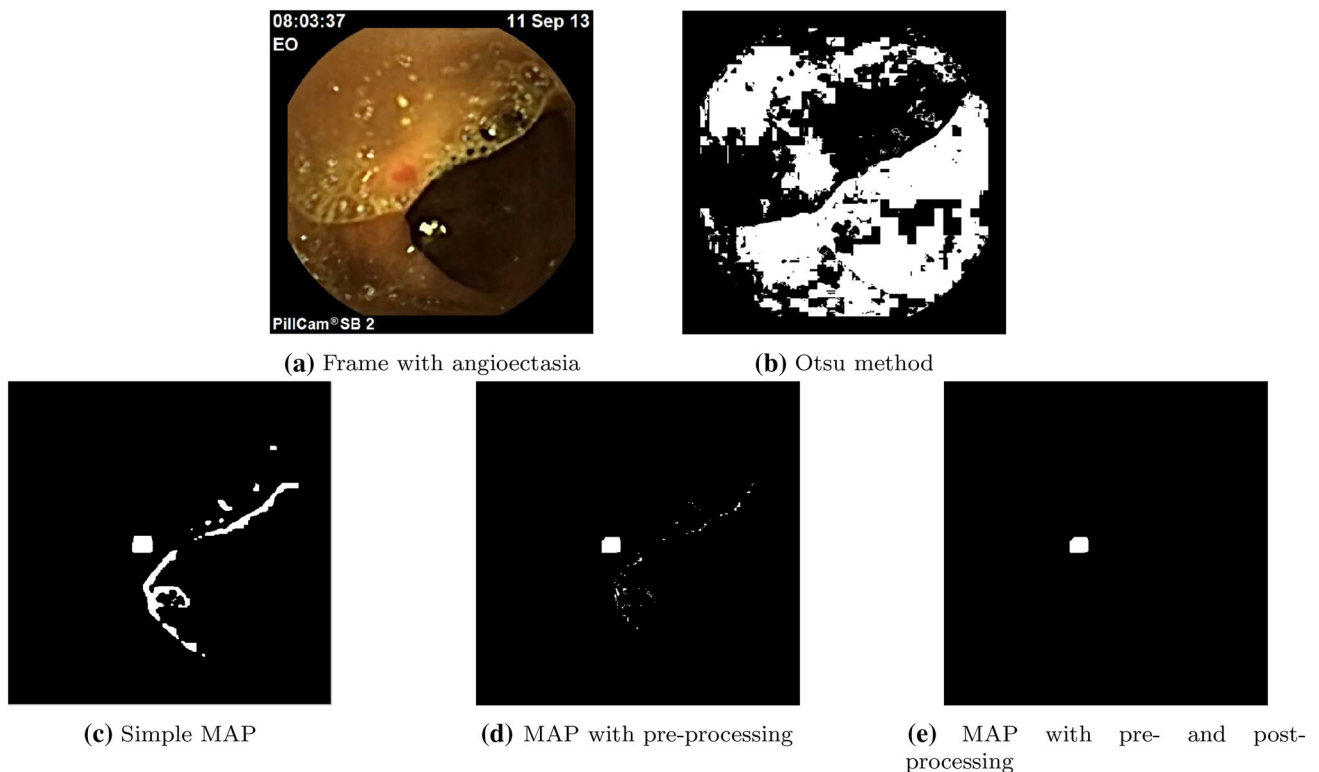 08:03:37 11 Sep 13
EO
PillCam®SB 2
(a) Frame with angioectasia
(b) Otsu method
(c) Simple MAP
(d) MAP with pre-processing
(e) MAP with pre- and post-
processing